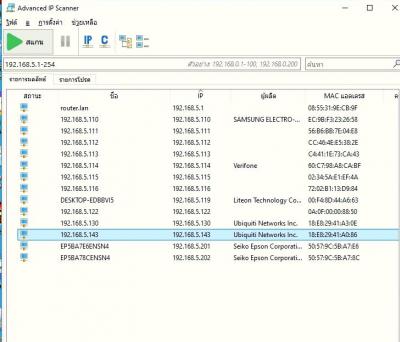 Advanced IP Scanner
ไฟล์ ดู การตั้งค่า ช่วยเหลือ
สแกน IP C
192.168.5.1-254 ตัวอย่าง: 192.168.0.1-100, 192.168.0.200 ค้นหา
รายการผลลัพธ์ รายการโปรด
สถานะ ชื่อ IP ผู้ผลิต MAC แอดเดรส
router.lan 192.168.5.1 08:55:31:9E:CB:9F
192.168.5.110 192.168.5.110 SAMSUNG ELECTRO-... EC:9B:F3:23:26:58
192.168.5.111 192.168.5.111 56:B6:BB:7E:04:E8
192.168.5.112 192.168.5.112 CC:46:4E:E5:38:2E
192.168.5.113 192.168.5.113 C4:41:1E:73:CA:43
192.168.5.114 192.168.5.114 Verifone 60:C7:98:A8:CA:BF
192.168.5.115 192.168.5.115 02:34:5A:E1:EF:4A
192.168.5.116 192.168.5.116 72:02:B1:13:D9:84
DESKTOP-EDBBVI5 192.168.5.119 Liteon Technology Co... 00:F4:8D:44:A6:63
192.168.5.122 192.168.5.122 0A:0F:00:00:88:50
192.168.5.130 192.168.5.130 Ubiquiti Networks Inc. 18:E8:29:41:A3:0E
192.168.5.143 192.168.5.143 Ubiquiti Networks Inc. 18:E8:29:41:A0:86
EP5BA7E6ENSN4 192.168.5.201 Seiko Epson Corporati... 50:57:9C:5B:A7:E6
EP5BA78CENSN4 192.168.5.202 Seiko Epson Corporati... 50:57:9C:5B:A7:8C